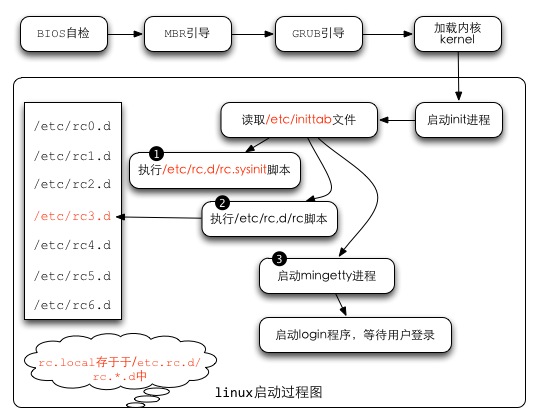 BIOS自检
MBR引导
GRUB引导
加载内核
kernel
读取/etc/inittab文件
启动init进程
1
执行/etc/rc,d/rc.sysinit脚本
2
执行/etc/rc,d/rc脚本
3
启动mingetty进程
启动login程序，等待用户登录
/etc/rc0.d
/etc/rc1.d
/etc/rc2.d
/etc/rc3.d
/etc/rc4.d
/etc/rc5.d
/etc/rc6.d
rc.local存于于/etc.rc.d/
rc.*.d中
linux启动过程图